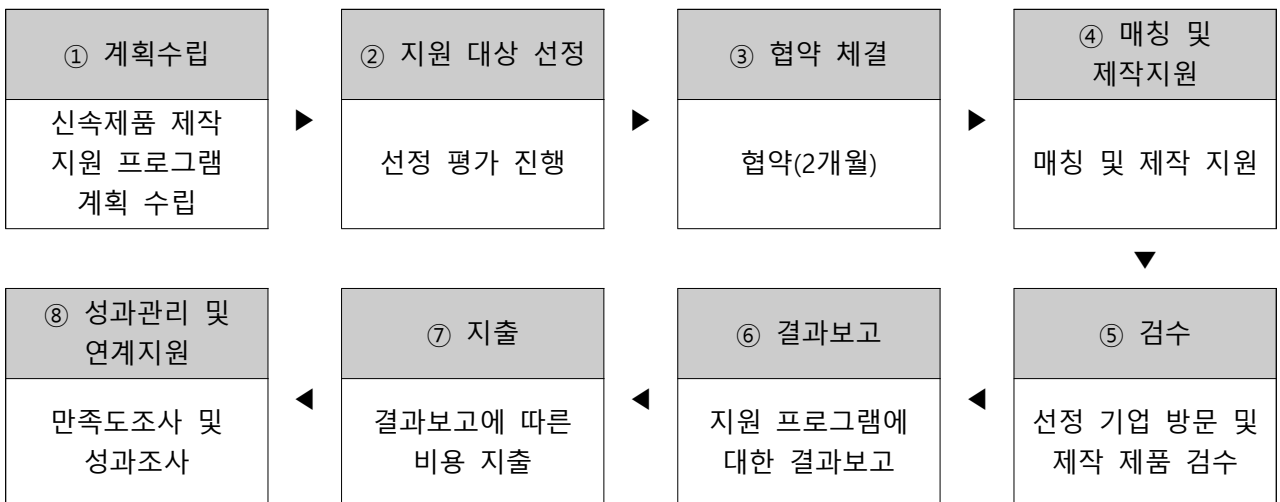 ① 계획수립
신속제품 제작
지원 프로그램
계획 수립
▶
② 지원 대상 선정
선정 평가 진행
▶
③ 협약 체결
협약(2개월)
▶
④ 매칭 및
제작지원
매칭 및 제작 지원
▼
⑧ 성과관리 및
연계지원
만족도조사 및
성과조사
◀
⑦ 지출
결과보고에 따른
비용 지출
◀
⑥ 결과보고
지원 프로그램에
대한 결과보고
◀
⑤ 검수
선정 기업 방문 및
제작 제품 검수